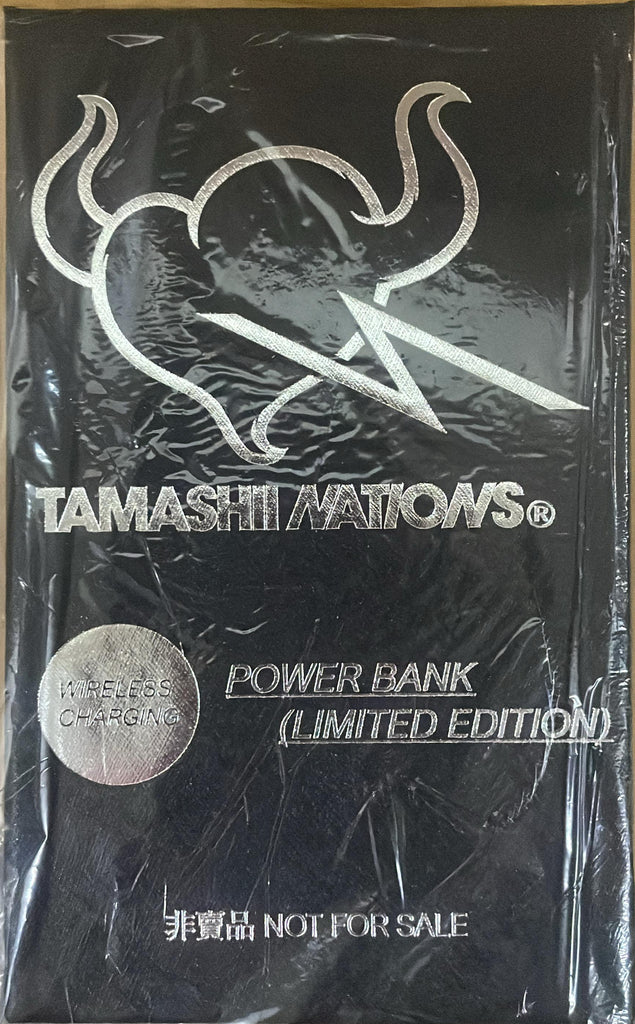 TAMASHII NATIONS®
WIRELESS
CHARGING
POWER BANK
(LIMITED EDITION)
非賣品 NOT FOR SALE